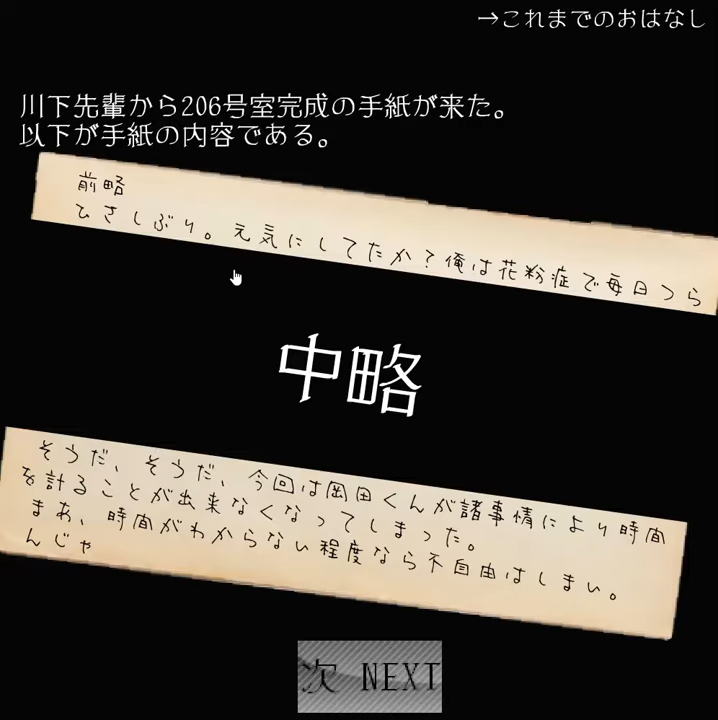 →これまでのおはなし
川下先輩から206号室完成の手紙が来た。
以下が手紙の内容である。
前略
ひさしぶり。元気にしてたか？俺は花粉症で毎日つら
中略
そうだ、そうだ、今回は岡田くんが諸事情により時間
を計ることが出来なくなってしまった。
まあ、時間がわからない程度なら不自由はしまい。
んじゃ
次 NEXT